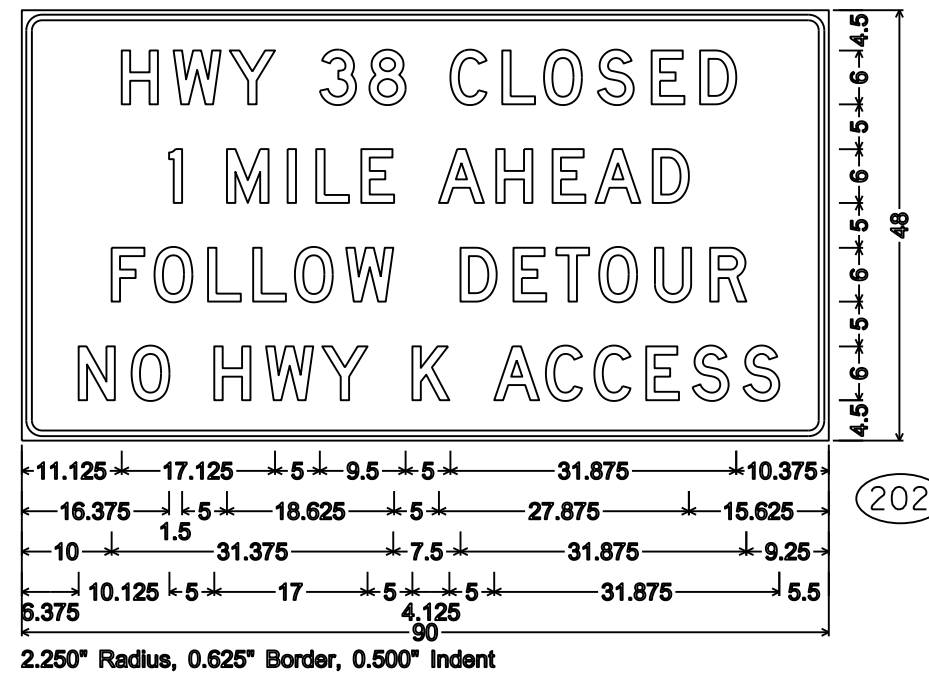 HWY 38 CLOSED
1 MILE AHEAD
FOLLOW DETOUR
NO HWY K ACCESS
4.5
6
5
6
5
6
5
6
4.5
48
202
11.125 17.125 5 9.5 5 31.875 10.375
16.375 1.5 5 18.625 5 27.875 15.625
10 31.375 7.5 31.875 9.25
6.375 10.125 5 17 5 4.125 5 31.875 5.5
90
2.250" Radius, 0.625" Border, 0.500" Indent